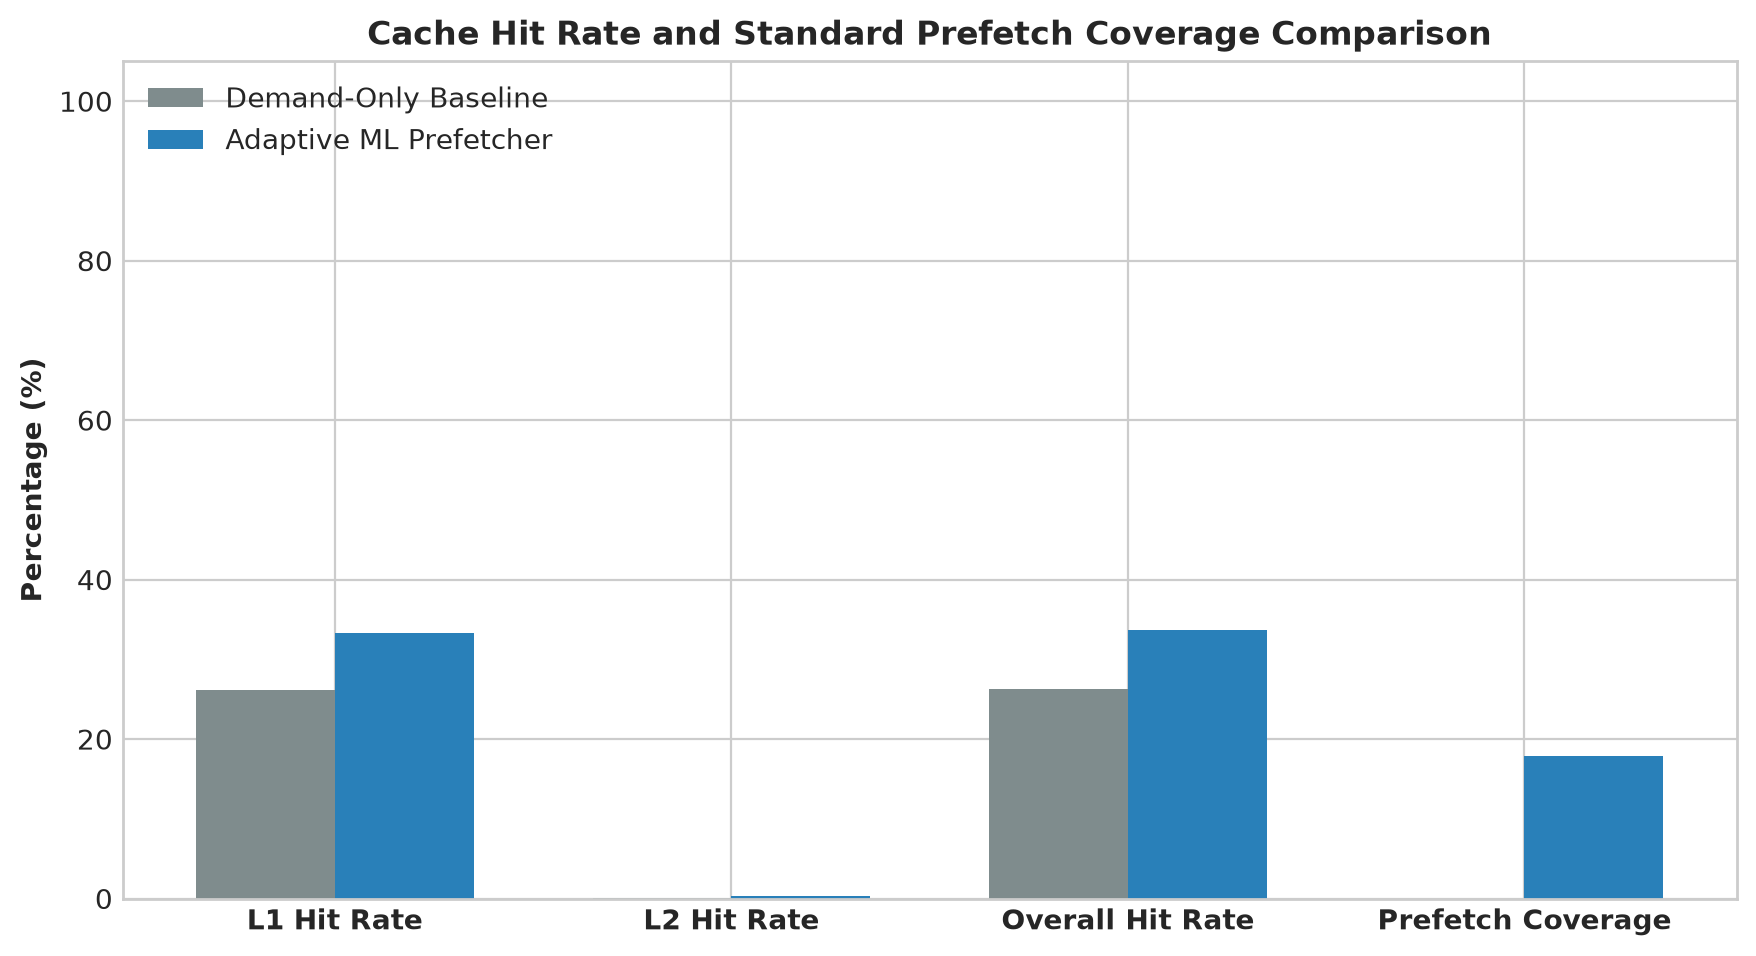 Cache Hit Rate and Standard Prefetch Coverage Comparison
Demand-Only Baseline
Adaptive ML Prefetcher
Percentage (%)
100
80
60
40
20
0
L1 Hit Rate
L2 Hit Rate
Overall Hit Rate
Prefetch Coverage